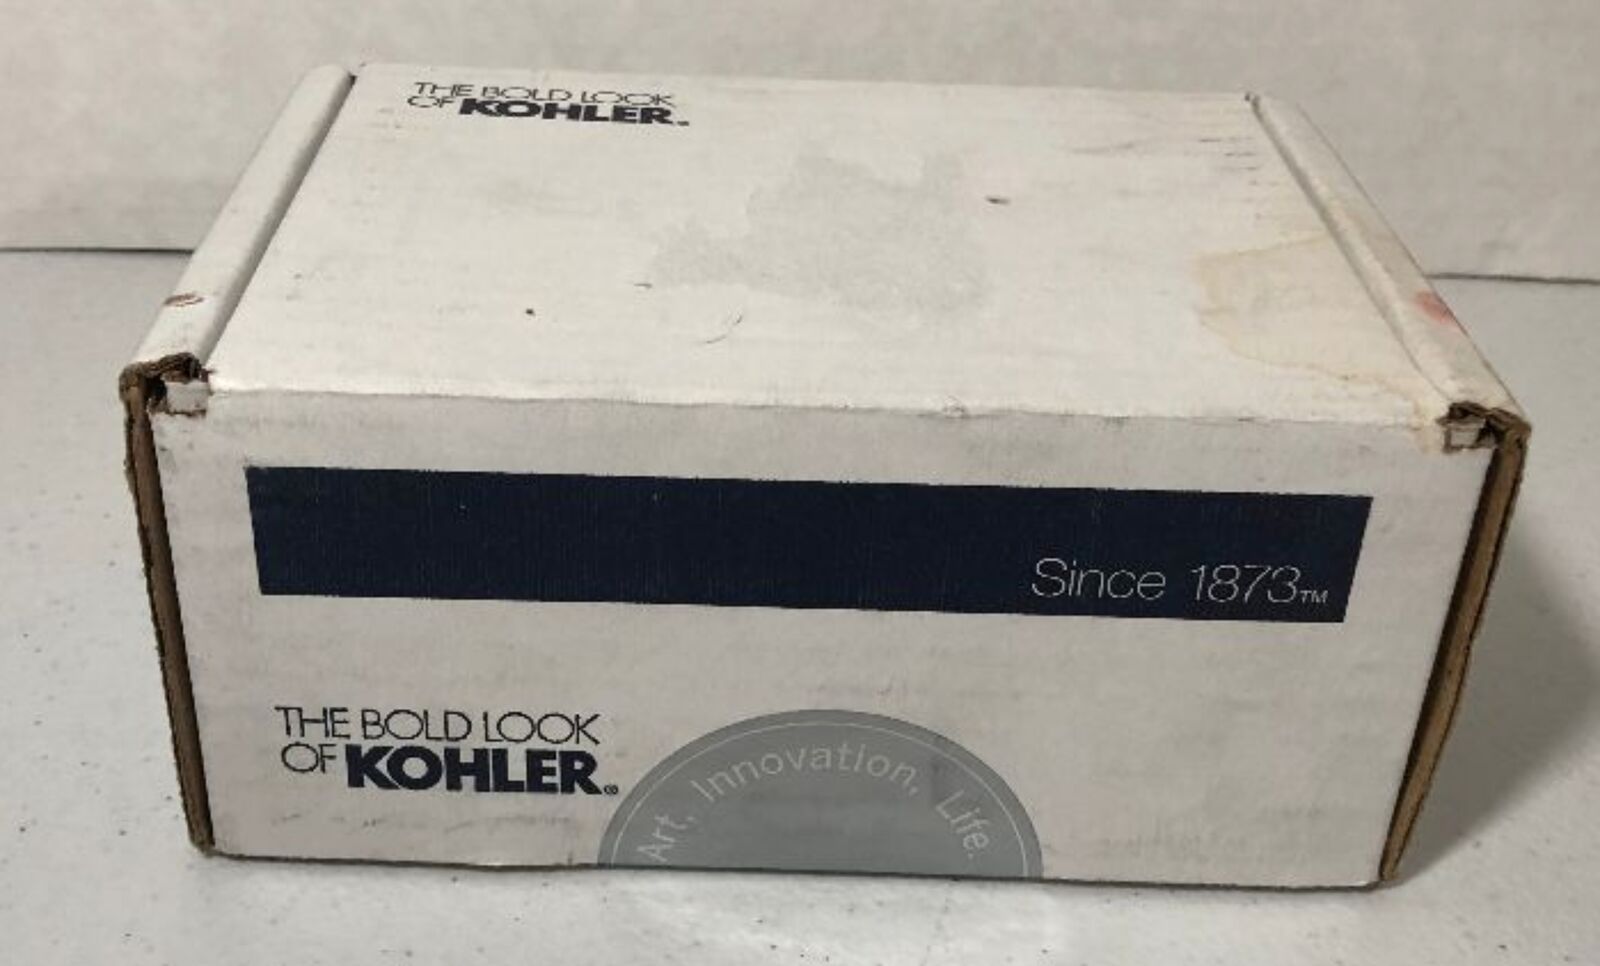 THE BOLD LOOK
OF KOHLER.
Since 1873™
THE BOLD LOOK
OF KOHLER®
Art, Innovation, Life.